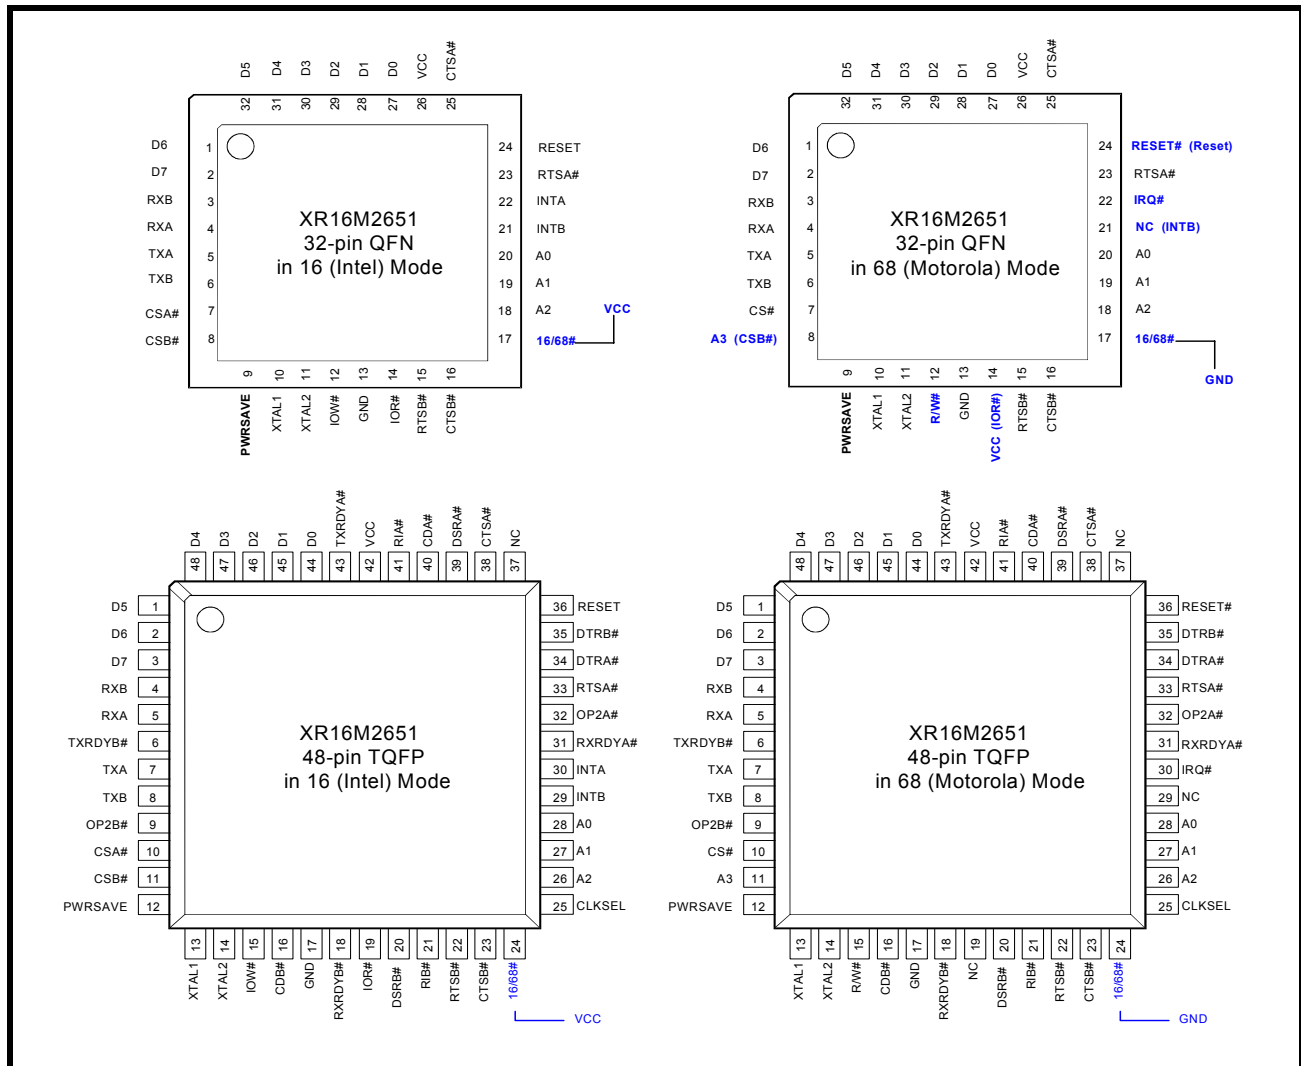 D5 D4 D3 D2 D1 D0 VCC CTSA#
32 31 30 29 28 27 26 25
D6 1
D7 2
RXB 3
RXA 4
TXA 5
TXB 6
CSA# 7
CSB# 8
XR16M2651
32-pin QFN
in 16 (Intel) Mode
24 RESET
23 RTSA#
22 INTA
21 INTB
20 A0
19 A1
18 A2 VCC
17 16/68#
9 10 11 12 13 14 15 16
PWRSAVE XTAL1 XTAL2 IOW# GND IOR# RTSB# CTSB#
D5 D4 D3 D2 D1 D0 VCC CTSA#
32 31 30 29 28 27 26 25
D6 1
D7 2
RXB 3
RXA 4
TXA 5
TXB 6
CS# 7
A3 (CSB#) 8
XR16M2651
32-pin QFN
in 68 (Motorola) Mode
24 RESET# (Reset)
23 RTSA#
22 IRQ#
21 NC (INTB)
20 A0
19 A1
18 A2
17 16/68#
GND
9 10 11 12 13 14 15 16
PWRSAVE XTAL1 XTAL2 R/W# GND VCC (IOR#) RTSB# CTSB#
D4 D3 D2 D1 D0 TXRDYA# VCC RIA# CDA# DSRA# CTSA# NC
48 47 46 45 44 43 42 41 40 39 38 37
D5 1
D6 2
D7 3
RXB 4
RXA 5
TXRDYB# 6
TXA 7
TXB 8
OP2B# 9
CSA# 10
CSB# 11
PWRSAVE 12
XR16M2651
48-pin TQFP
in 16 (Intel) Mode
36 RESET
35 DTRB#
34 DTRA#
33 RTSA#
32 OP2A#
31 RXRDYA#
30 INTA
29 INTB
28 A0
27 A1
26 A2
25 CLKSEL
13 14 15 16 17 18 19 20 21 22 23 24
XTAL1 XTAL2 IOW# CDB# GND RXRDYB# IOR# DSRB# RIB# RTSB# CTSB# 16/68#
VCC
D4 D3 D2 D1 D0 TXRDYA# VCC RIA# CDA# DSRA# CTSA# NC
48 47 46 45 44 43 42 41 40 39 38 37
D5 1
D6 2
D7 3
RXB 4
RXA 5
TXRDYB# 6
TXA 7
TXB 8
OP2B# 9
CS# 10
A3 11
PWRSAVE 12
XR16M2651
48-pin TQFP
in 68 (Motorola) Mode
36 RESET#
35 DTRB#
34 DTRA#
33 RTSA#
32 OP2A#
31 RXRDYA#
30 IRQ#
29 NC
28 A0
27 A1
26 A2
25 CLKSEL
13 14 15 16 17 18 19 20 21 22 23 24
XTAL1 XTAL2 R/W# CDB# GND RXRDYB# NC DSRB# RIB# RTSB# CTSB# 16/68#
GND